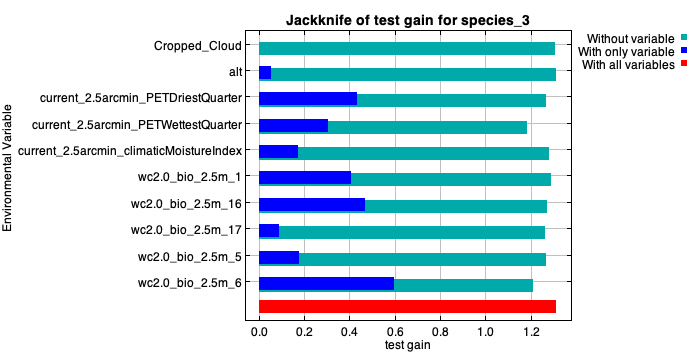 Jackknife of test gain for species_3
Without variable
With only variable
With all variables
Environmental Variable
Cropped_Cloud
alt
current_2.5arcmin_PETDriestQuarter
current_2.5arcmin_PETWettestQuarter
current_2.5arcmin_climaticMoistureIndex
wc2.0_bio_2.5m_1
wc2.0_bio_2.5m_16
wc2.0_bio_2.5m_17
wc2.0_bio_2.5m_5
wc2.0_bio_2.5m_6
0.0 0.2 0.4 0.6 0.8 1.0 1.2
test gain